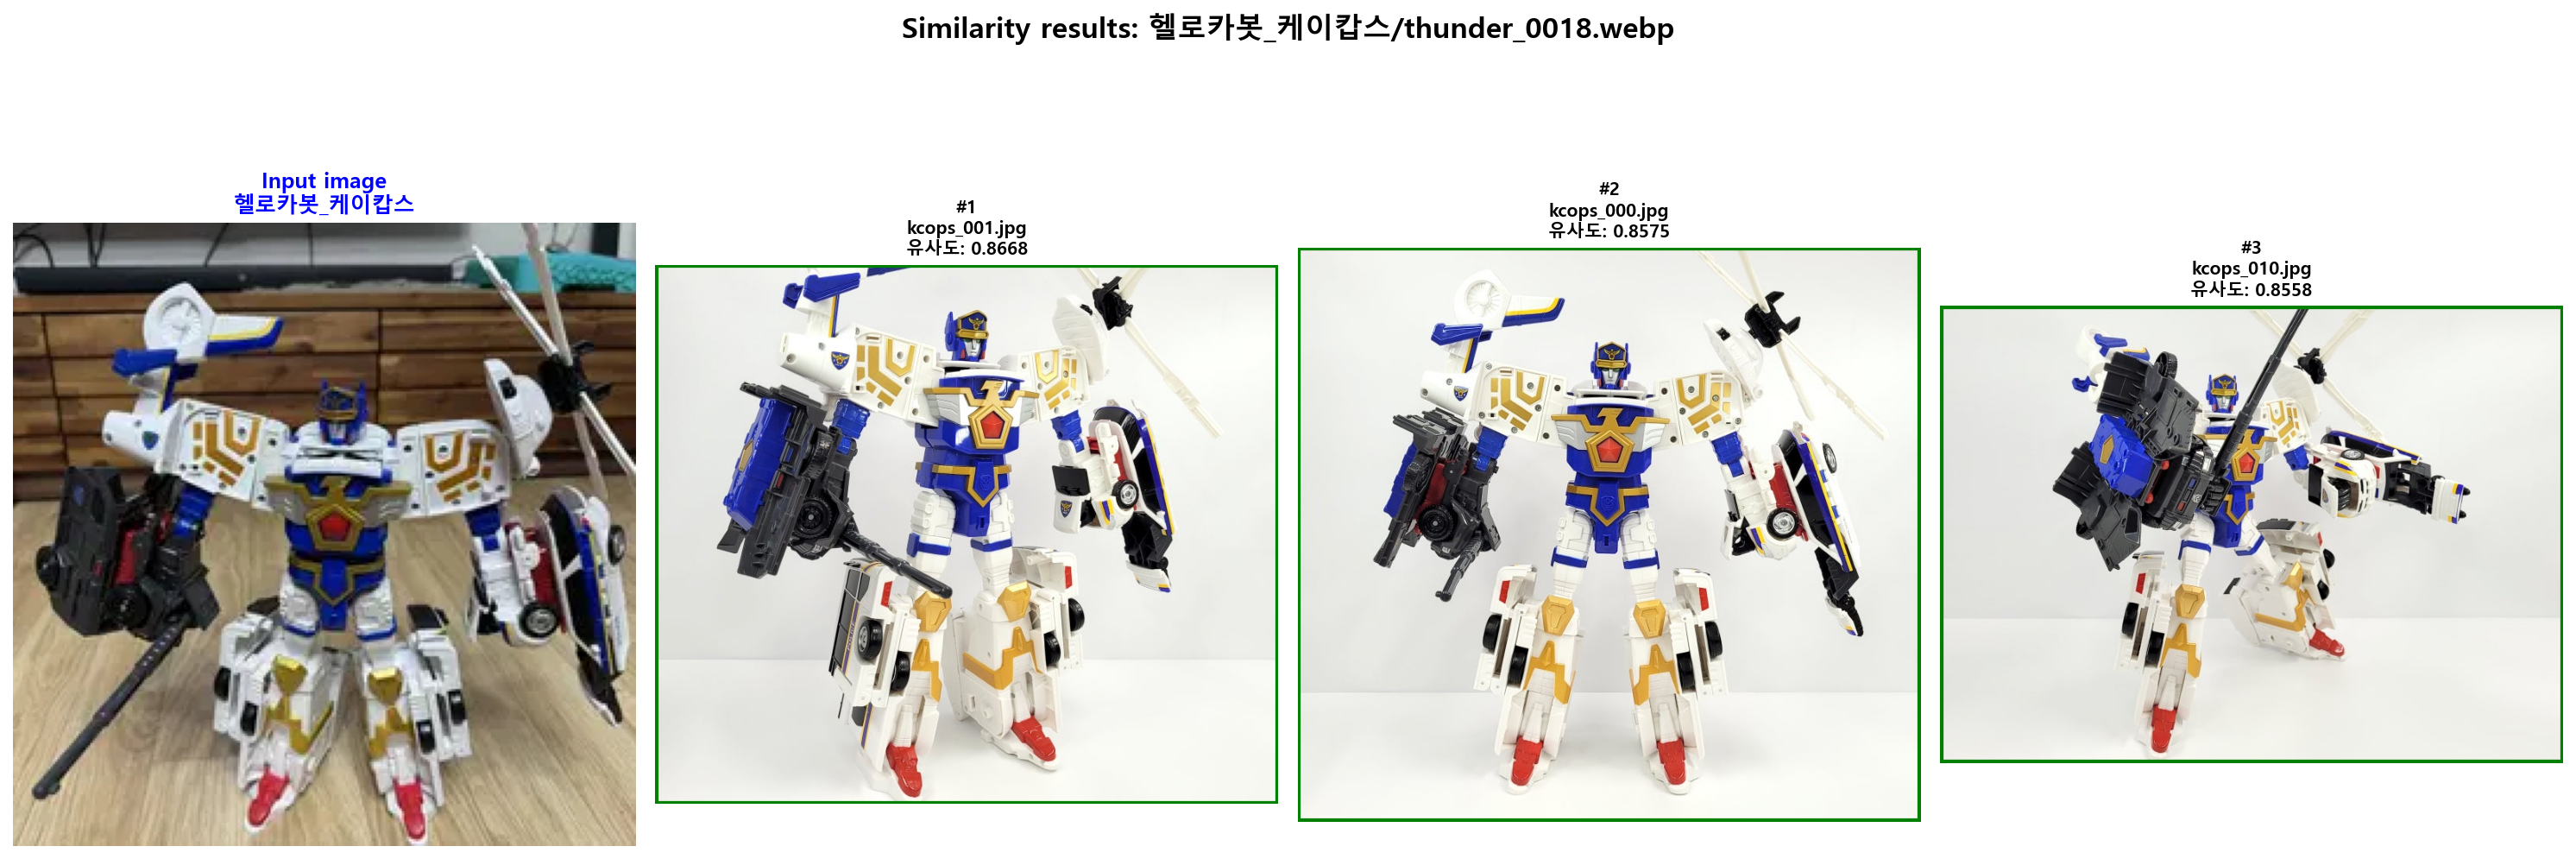 Similarity results: 헬로카봇_케이캅스/thunder_0018.webp
Input image
헬로카봇_케이캅스
#1
kcops_001.jpg
유사도: 0.8668
#2
kcops_000.jpg
유사도: 0.8575
#3
kcops_010.jpg
유사도: 0.8558